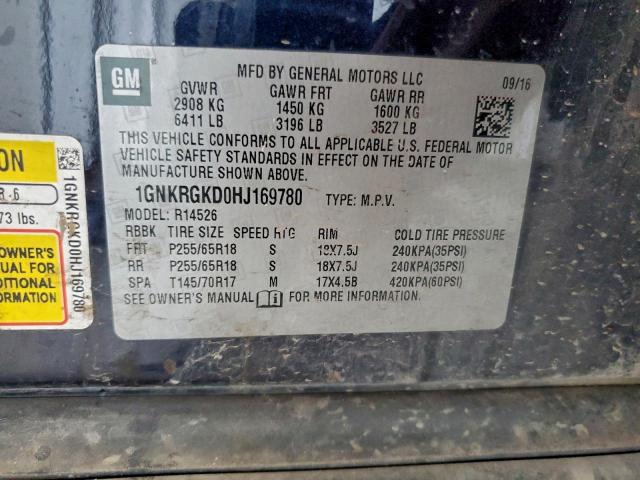 GM
MFD BY GENERAL MOTORS LLC
09/16
GVWR GAWR FRT GAWR RR
2908 KG 1450 KG 1600 KG
6411 LB 3196 LB 3527 LB
THIS VEHICLE CONFORMS TO ALL APPLICABLE U.S. FEDERAL MOTOR
VEHICLE SAFETY STANDARDS IN EFFECT ON THE DATE OF
MANUFACTURE SHOWN ABOVE.
1GNKRGKD0HJ169780 TYPE: M.P.V.
MODEL: R14526
RBBK TIRE SIZE SPEED RTG RIM COLD TIRE PRESSURE
FRT P255/65R18 S 18X7.5J 240KPA(35PSI)
RR P255/65R18 S 18X7.5J 240KPA(35PSI)
SPA T145/70R17 M 17X4.5B 420KPA(60PSI)
SEE OWNER'S MANUAL FOR MORE INFORMATION.
ION
R 6
73 lbs.
OWNER'S
NUAL FOR
DITIONAL
RMATION
1GNKRGKD0HJ169780